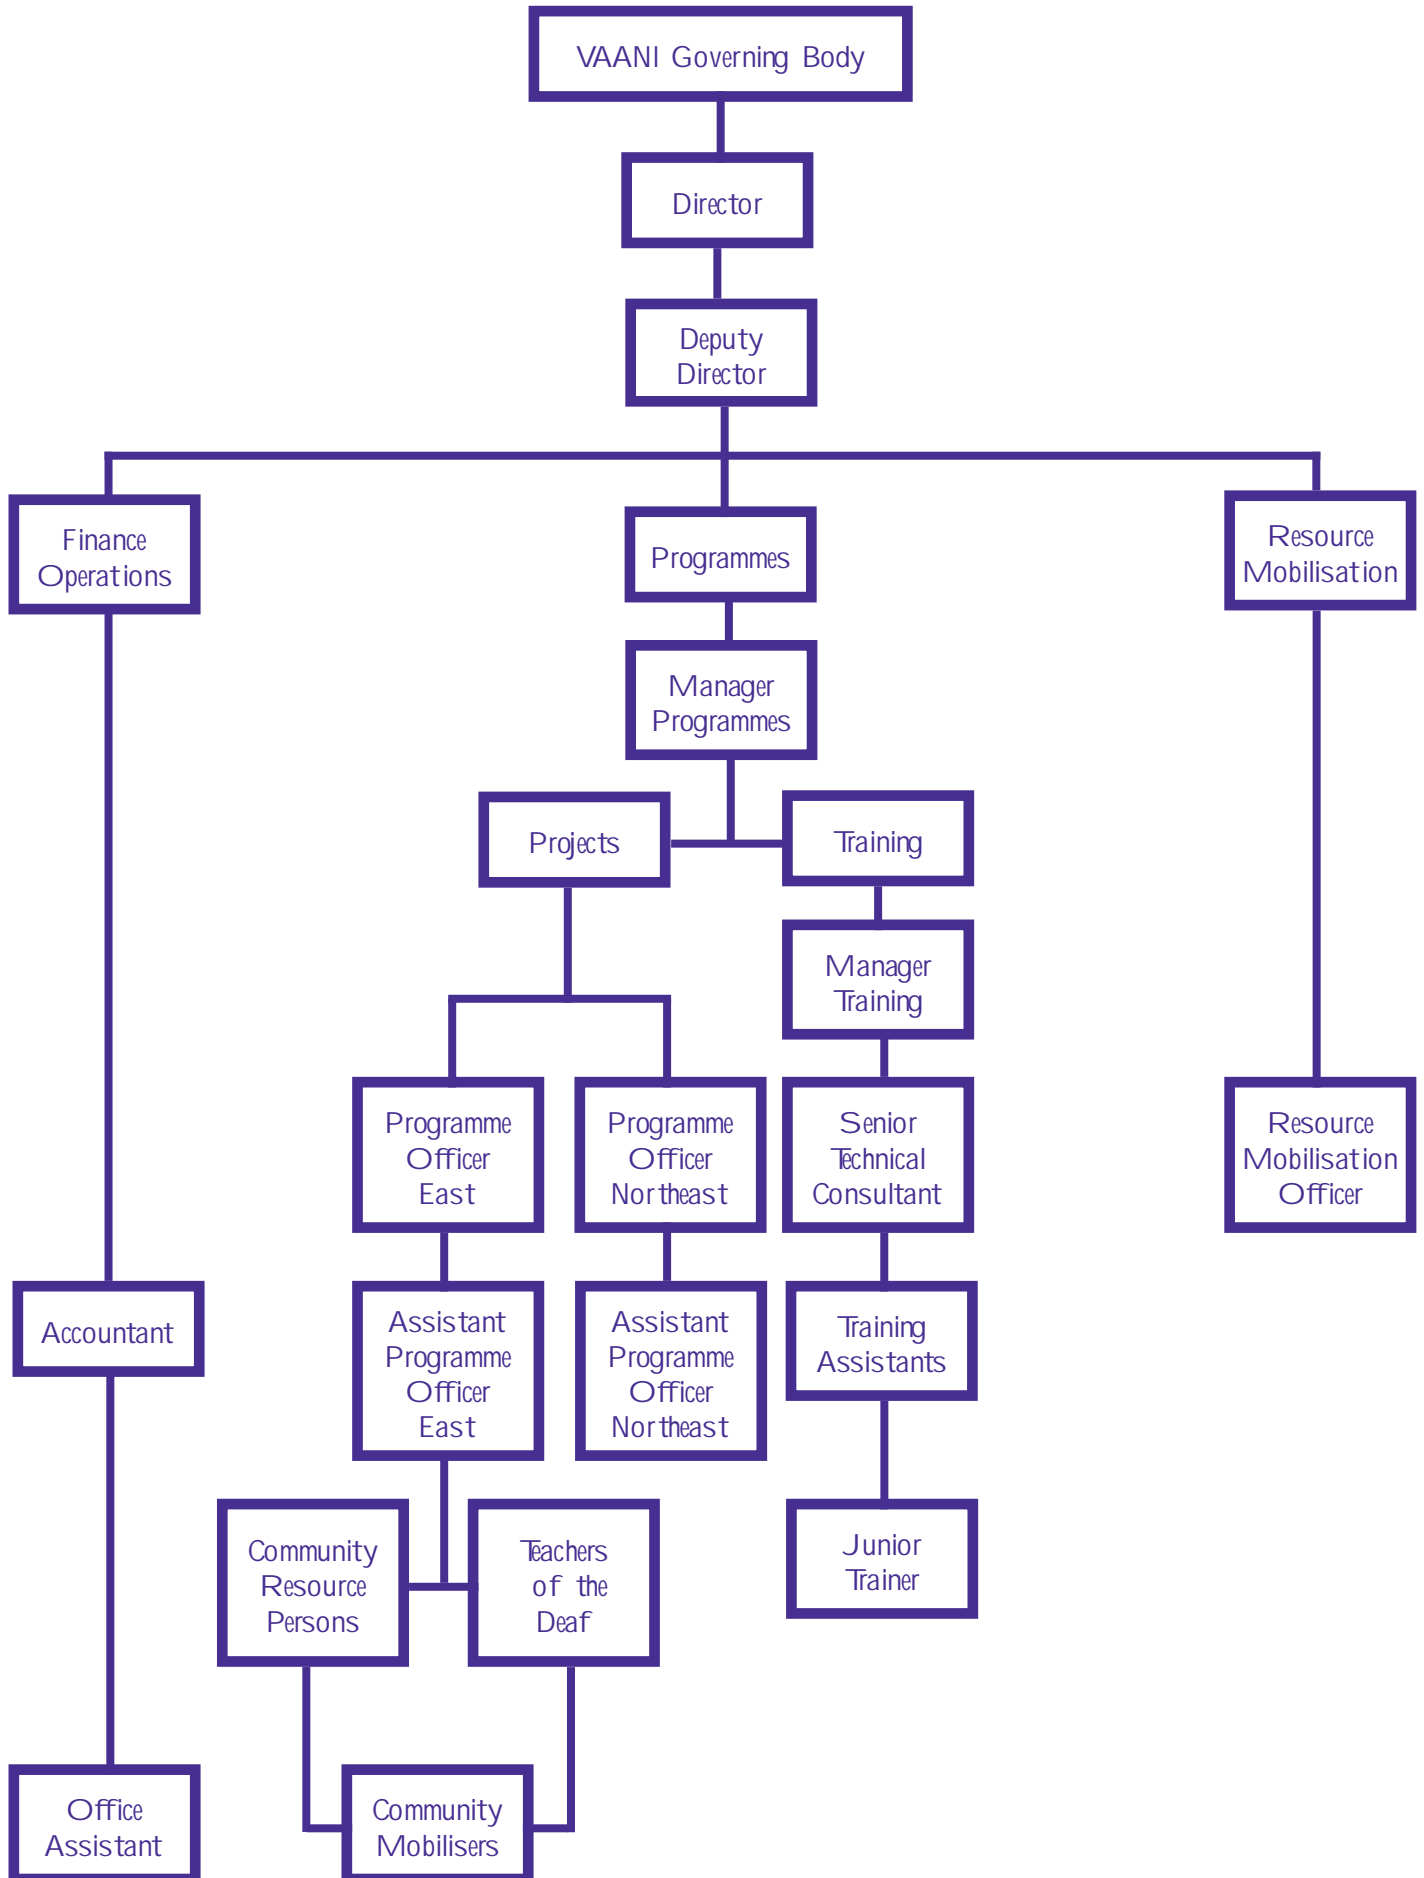 VAANI Governing Body
Director
Deputy
Director
Finance
Operations
Programmes
Resource
Mobilisation
Manager
Programmes
Projects
Training
Manager
Training
Programme
Officer
East
Programme
Officer
Northeast
Senior
Technical
Consultant
Resource
Mobilisation
Officer
Accountant
Assistant
Programme
Officer
East
Assistant
Programme
Officer
Northeast
Training
Assistants
Community
Resource
Persons
Teachers
of the
Deaf
Junior
Trainer
Office
Assistant
Community
Mobilisers